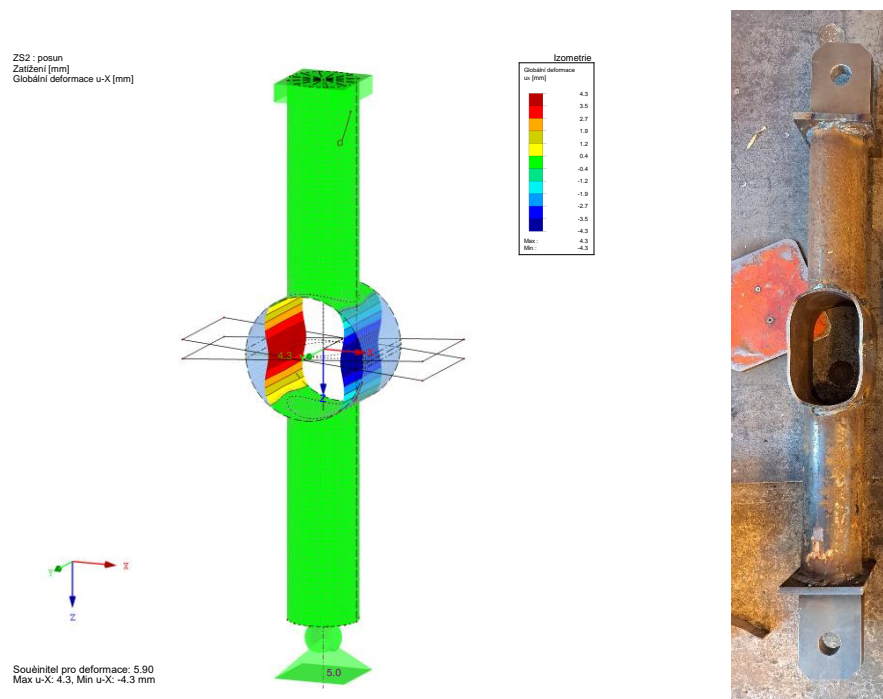 ZS2 : posun
Zatížení [mm]
Globální deformace u-X [mm]
Izometrie
Globální deformace
ux [mm]
4.3
3.5
2.7
1.9
1.2
0.4
-0.4
-1.2
-1.9
-2.7
-3.5
-4.3
Max : 4.3
Min : -4.3
4.3
X
Z
5.0
Y
X
Z
Souèinitel pro deformace: 5.90
Max u-X: 4.3, Min u-X: -4.3 mm